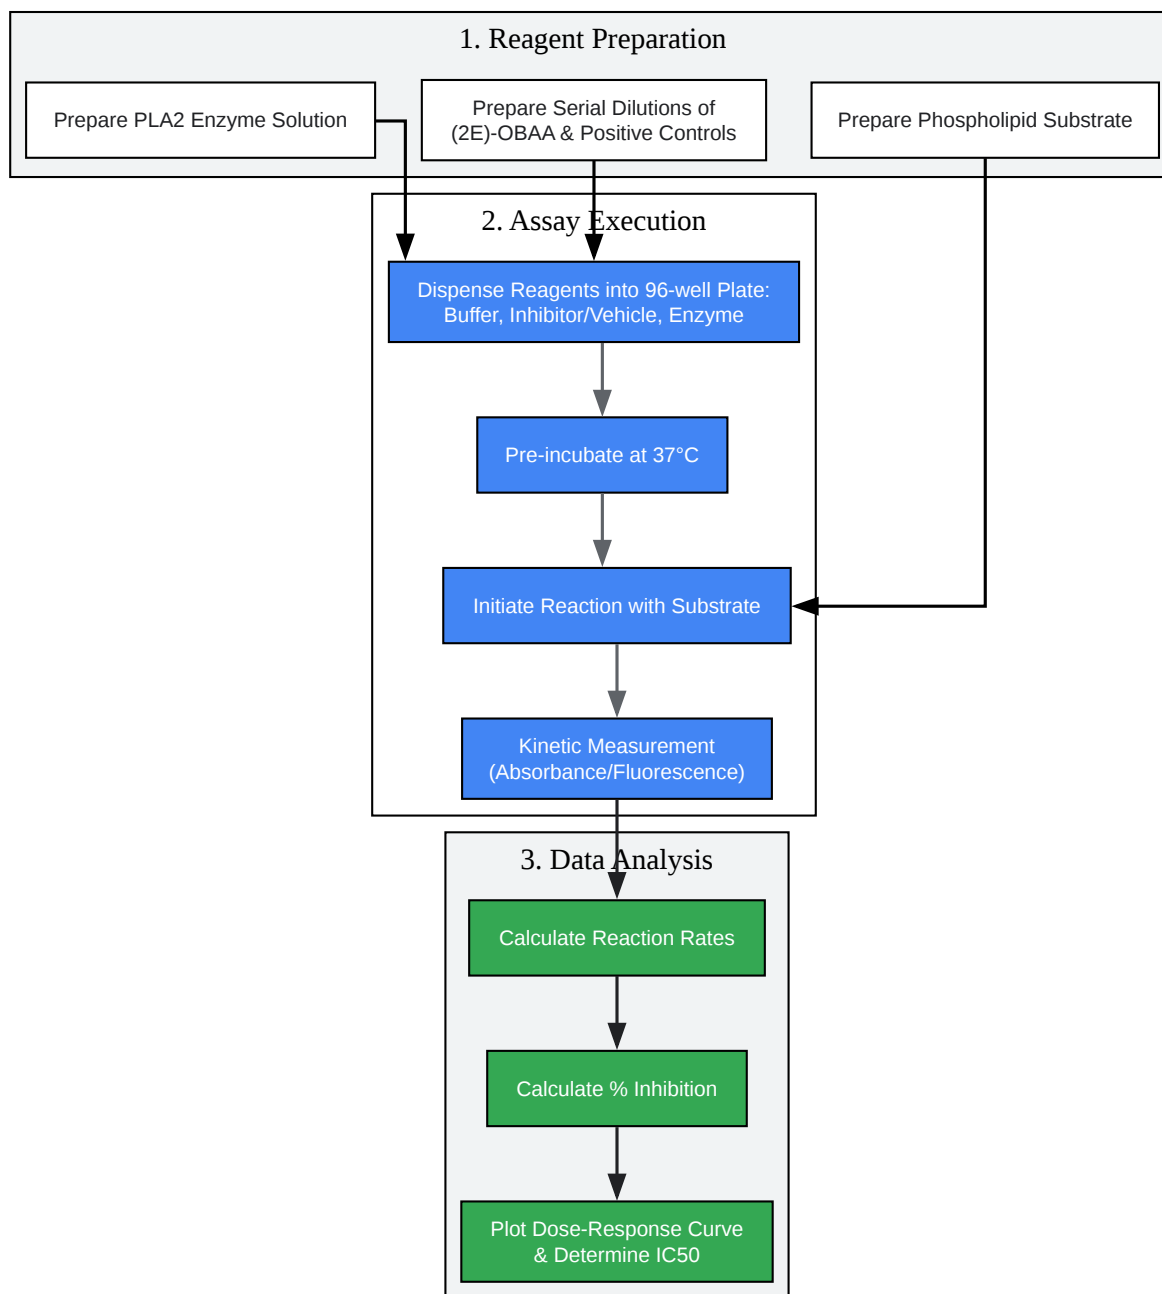 1. Reagent Preparation
Prepare PLA2 Enzyme Solution
Prepare Serial Dilutions of
(2E)-OBAA & Positive Controls
Prepare Phospholipid Substrate
2. Assay Execution
Dispense Reagents into 96-well Plate:
Buffer, Inhibitor/Vehicle, Enzyme
Pre-incubate at 37°C
Initiate Reaction with Substrate
Kinetic Measurement
(Absorbance/Fluorescence)
3. Data Analysis
Calculate Reaction Rates
Calculate % Inhibition
Plot Dose-Response Curve
& Determine IC50